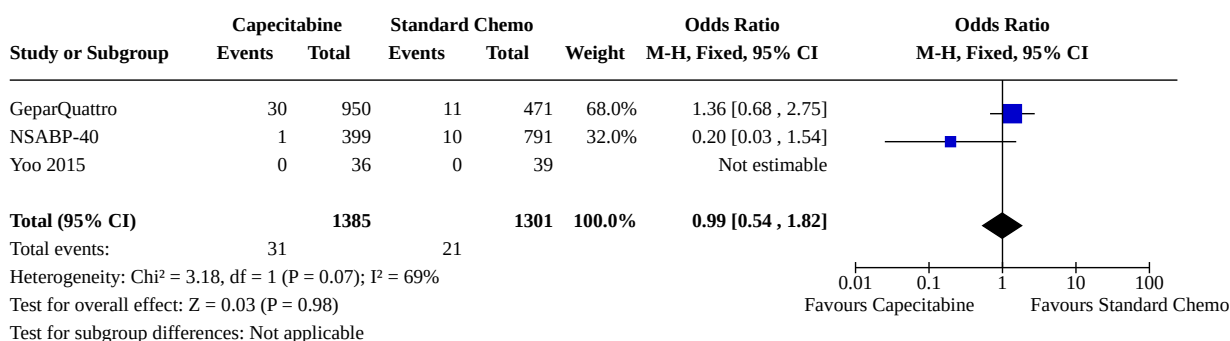 Capecitabine Standard Chemo Odds Ratio Odds Ratio
Study or Subgroup Events Total Events Total Weight M-H, Fixed, 95% CI M-H, Fixed, 95% CI
GeparQuattro 30 950 11 471 68.0% 1.36 [0.68 , 2.75]
NSABP-40 1 399 10 791 32.0% 0.20 [0.03 , 1.54]
Yoo 2015 0 36 0 39 Not estimable
Total (95% CI) 1385 1301 100.0% 0.99 [0.54 , 1.82]
Total events: 31 21
Heterogeneity: Chi² = 3.18, df = 1 (P = 0.07); I² = 69%
0.01 0.1 1 10 100
Test for overall effect: Z = 0.03 (P = 0.98) Favours Capecitabine Favours Standard Chemo
Test for subgroup differences: Not applicable